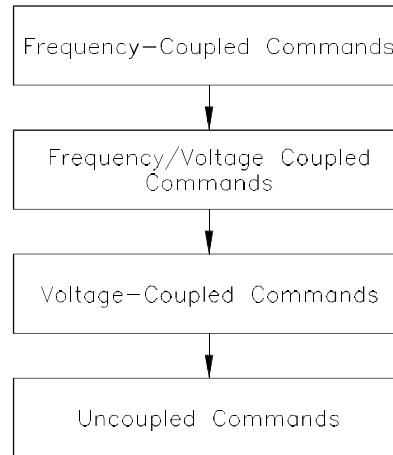 Frequency-Coupled Commands
Frequency/Voltage Coupled
Commands
Voltage-Coupled Commands
Uncoupled Commands